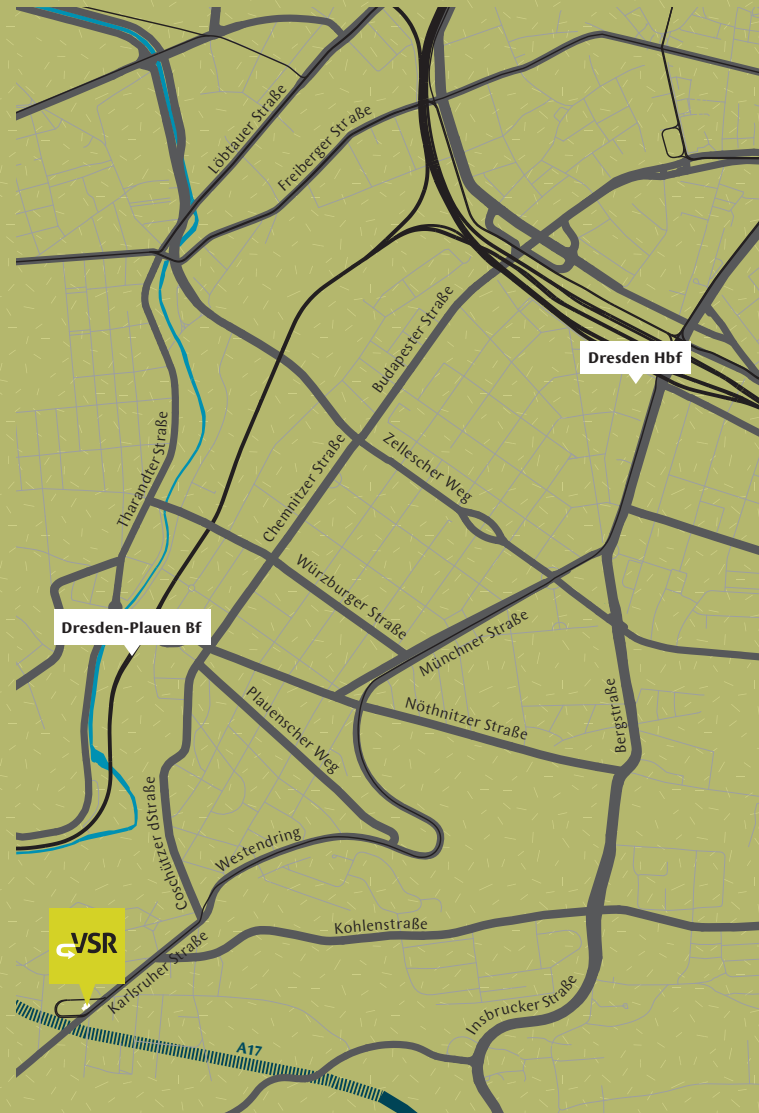 Löbtauer Straße
Freiberger Straße
Budapester Straße
Dresden Hbf
Tharandter Straße
Chemnitzer Straße
Zellescher Weg
Würzburger Straße
Dresden-Plauen Bf
Münchner Straße
Bergstraße
Plauenscher Weg
Nöthnitzer Straße
Coschützer dStraße
Westendring
Kohlenstraße
VSR
Karlsruher Straße
Insbrucker Straße
A17